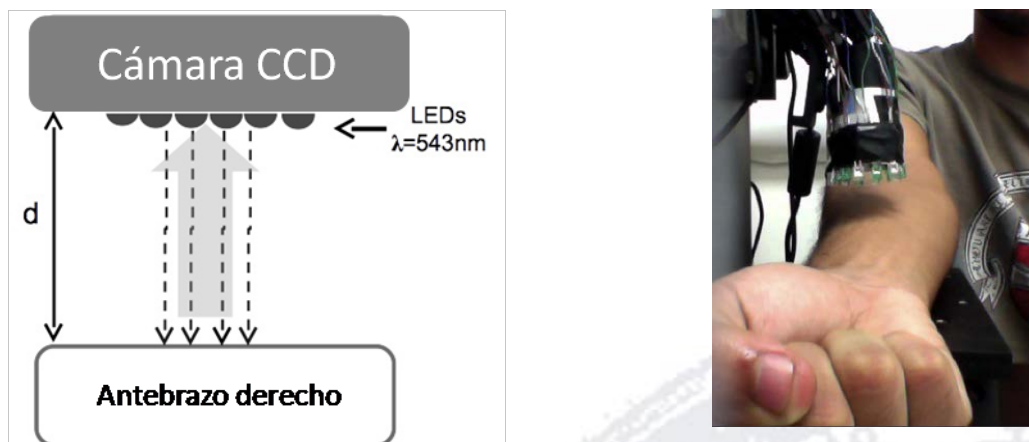 Cámara CCD
LEDs
λ=543nm
d
Antebrazo derecho